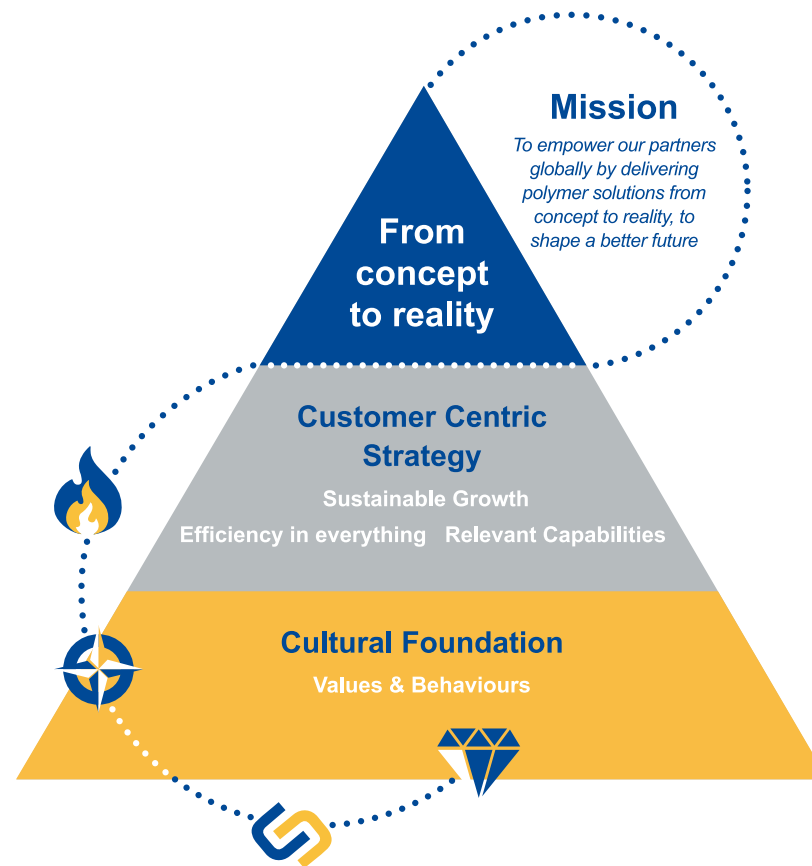 Mission
To empower our partners
globally by delivering
polymer solutions from
concept to reality, to
shape a better future
From
concept
to reality
Customer Centric
Strategy
Sustainable Growth
Efficiency in everything Relevant Capabilities
Cultural Foundation
Values & Behaviours